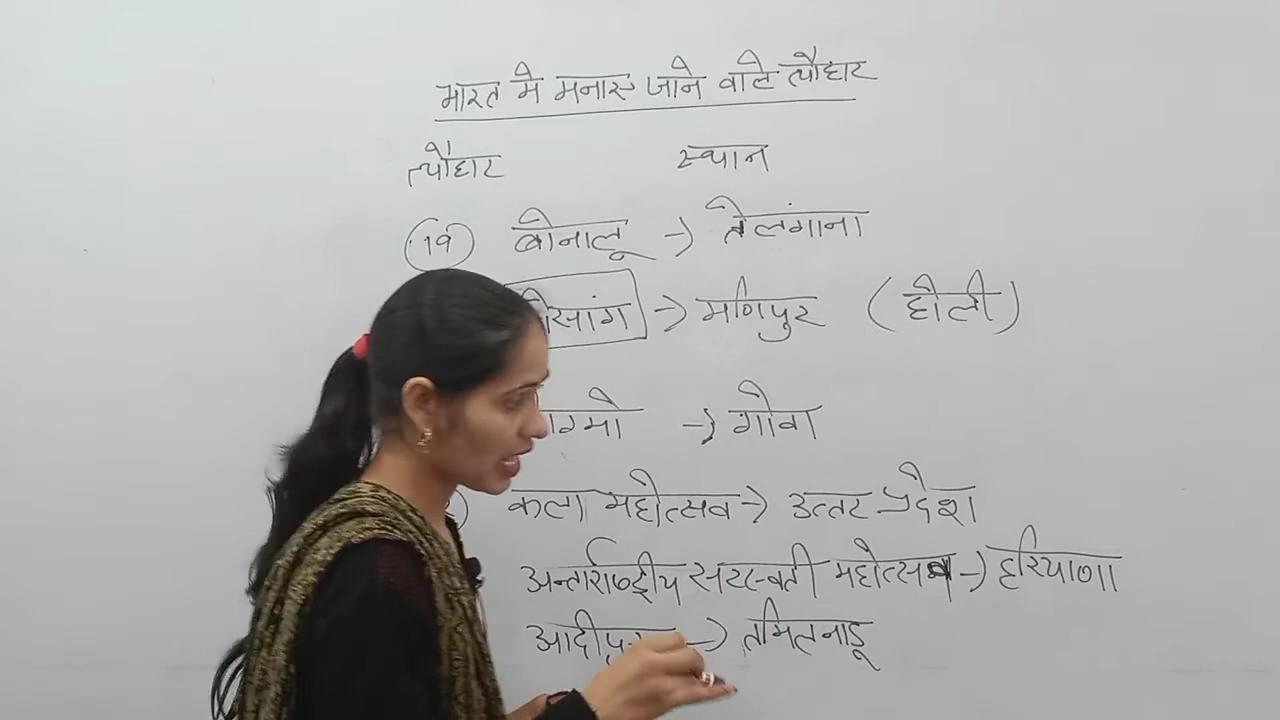 भारत मे मनाए जाने वाले त्यौहार
त्यौहार स्थान
19 बोनालू -> तेलंगाना
-> मणिपुर (होली)
-> गोवा
कला महोत्सव -> उत्तर प्रदेश
अन्तर्राष्ट्रीय सरस्वती महोत्सव -> हरियाणा
-> तमिलनाडू